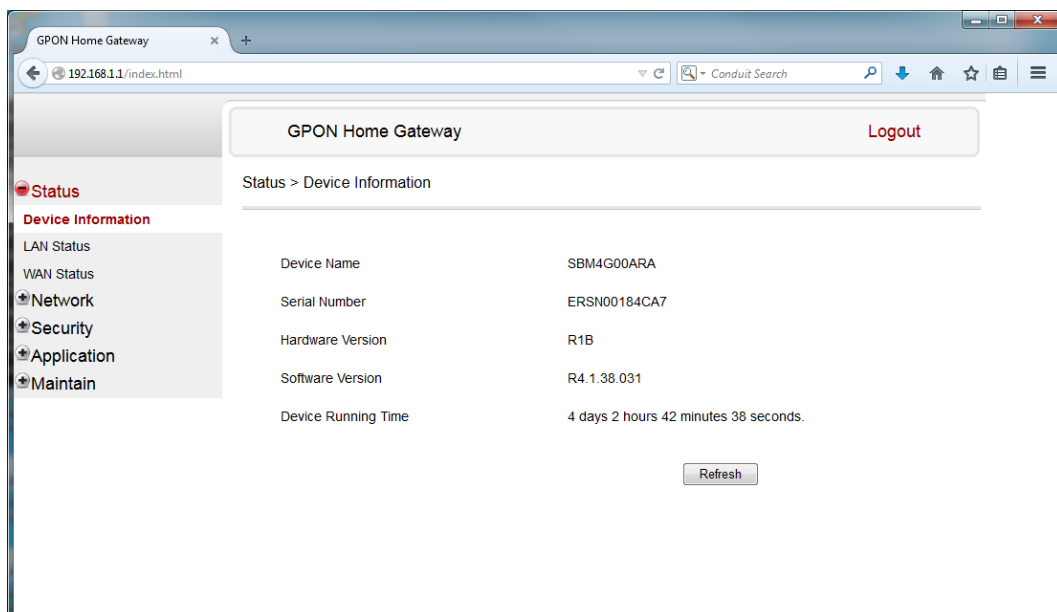 GPON Home Gateway
192.168.1.1/index.html
Conduit Search
GPON Home Gateway
Logout
Status > Device Information
Status
Device Information
LAN Status
WAN Status
Network
Security
Application
Maintain
Device Name SBM4G00ARA
Serial Number ERSN00184CA7
Hardware Version R1B
Software Version R4.1.38.031
Device Running Time 4 days 2 hours 42 minutes 38 seconds.
Refresh